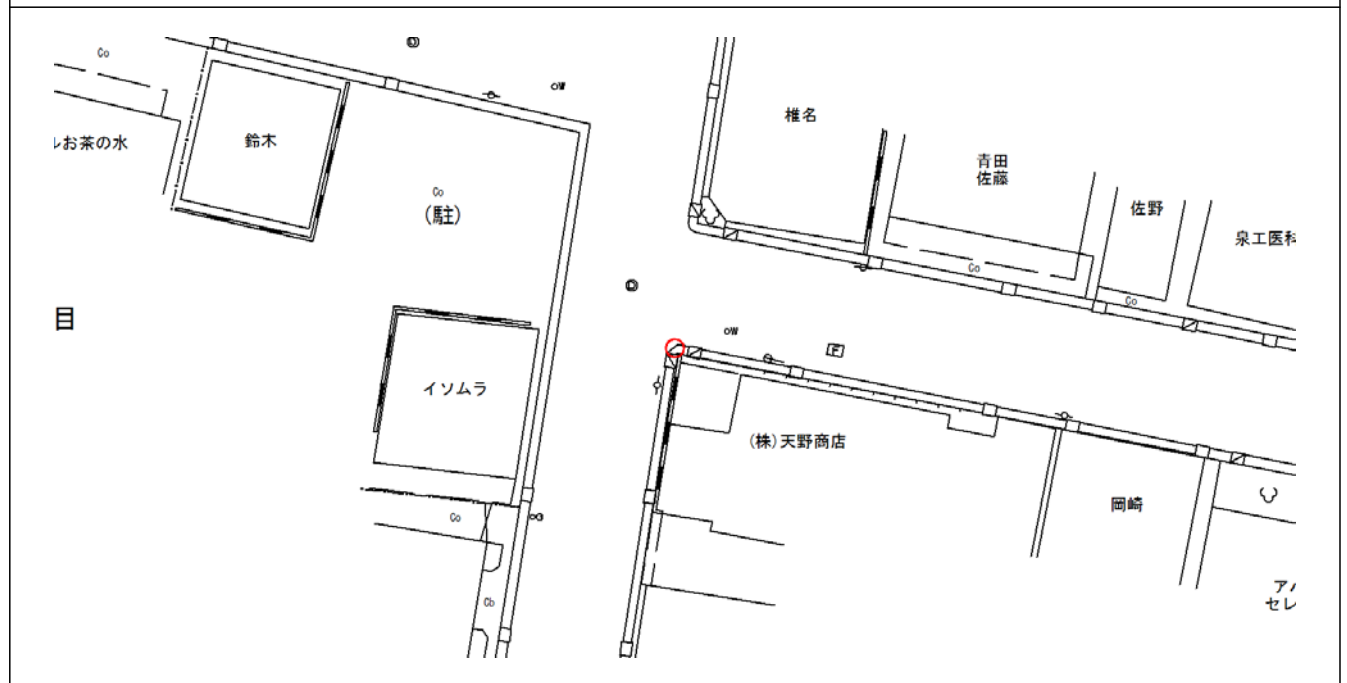 Co
oW
椎名
ルお茶の水
鈴木
青田
佐藤
Co
(駐)
佐野
泉工医科
Co
Co
目
oW
F
イソムラ
(株)天野商店
岡崎
Co
Cb
ア
セレ